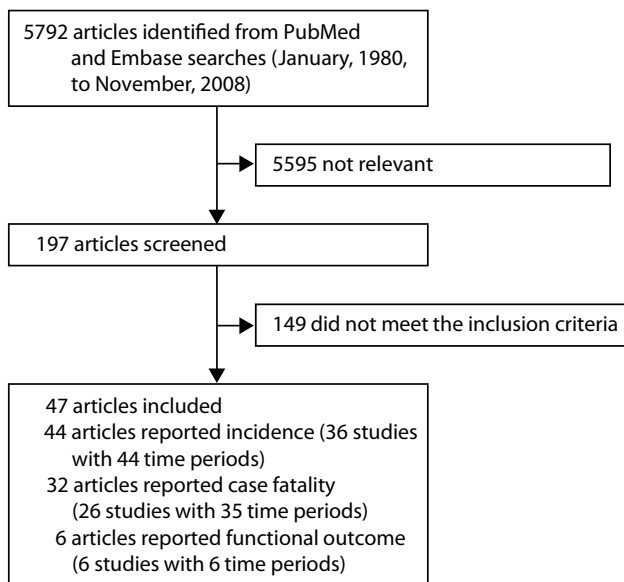 5792 articles identified from PubMed
and Embase searches (January, 1980,
to November, 2008)
5595 not relevant
197 articles screened
149 did not meet the inclusion criteria
47 articles included
44 articles reported incidence (36 studies
with 44 time periods)
32 articles reported case fatality
(26 studies with 35 time periods)
6 articles reported functional outcome
(6 studies with 6 time periods)